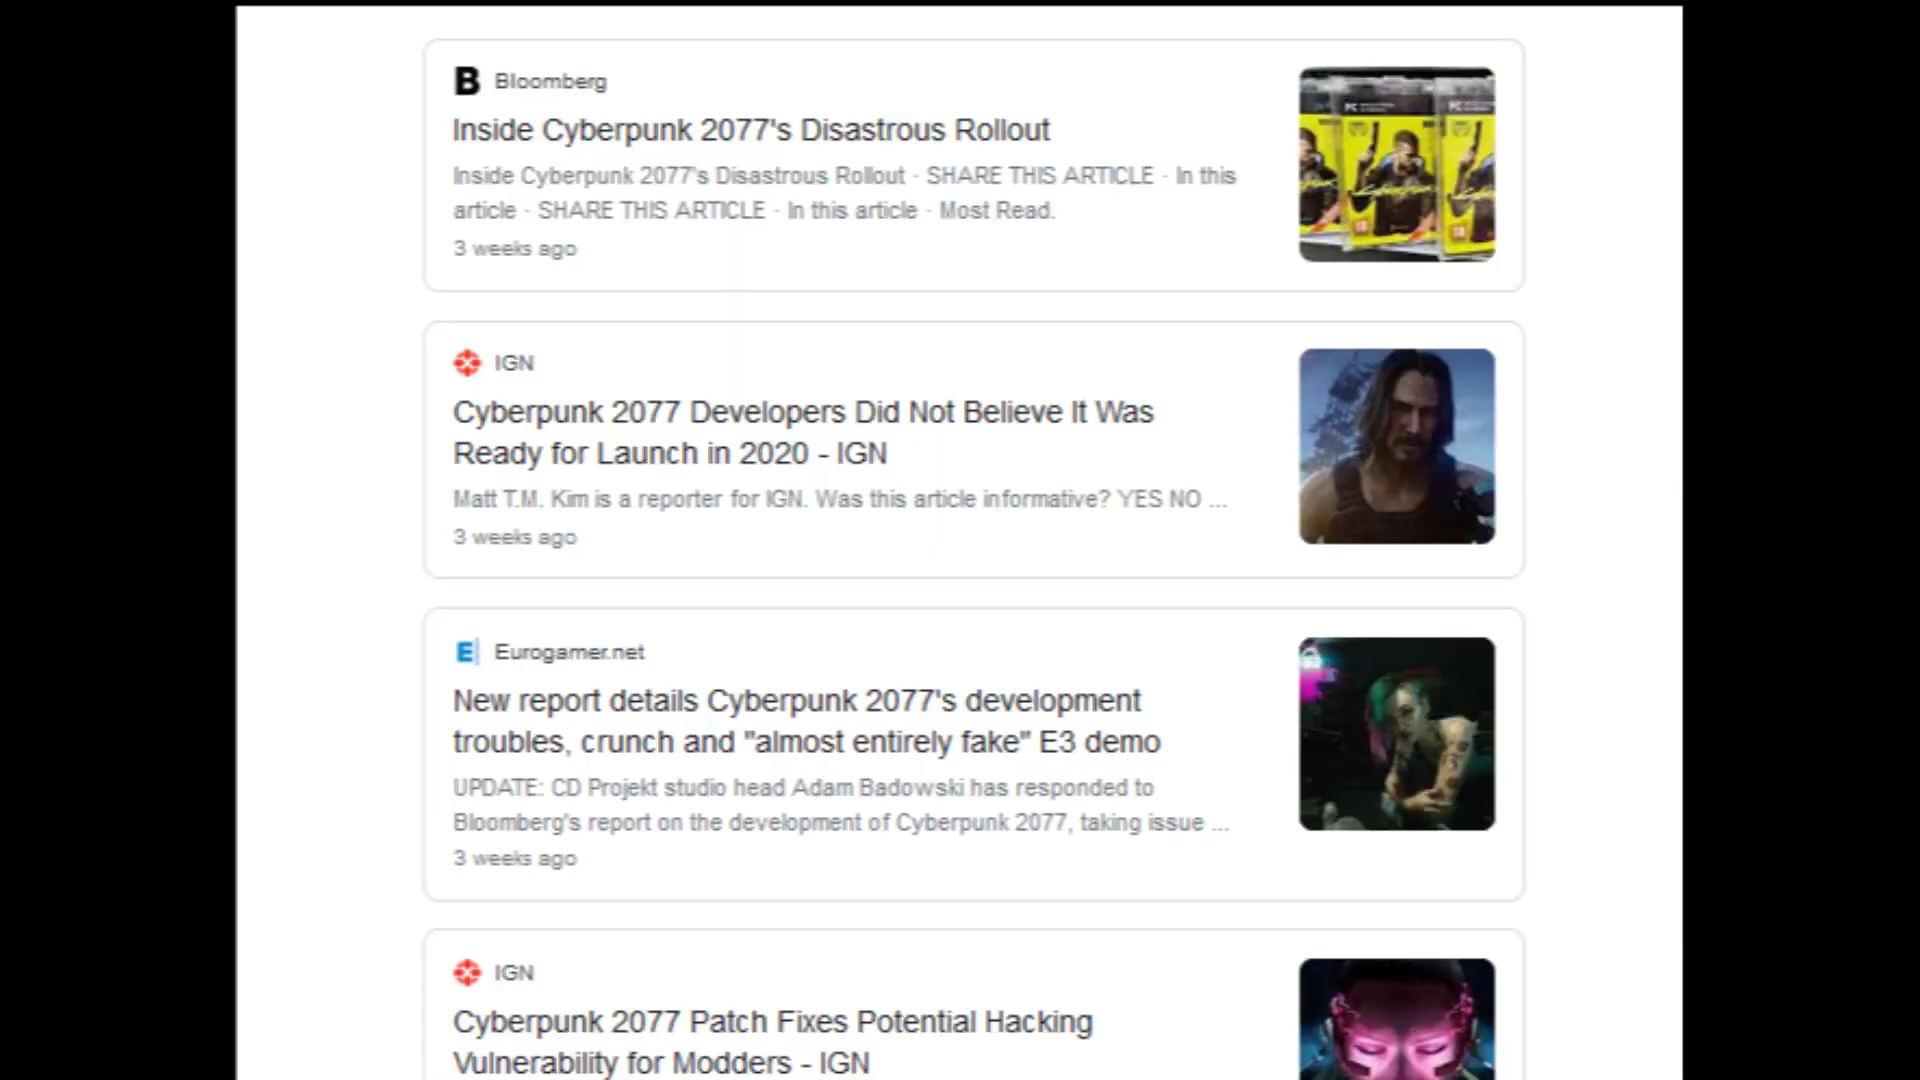 B Bloomberg
Inside Cyberpunk 2077's Disastrous Rollout
Inside Cyberpunk 2077's Disastrous Rollout · SHARE THIS ARTICLE · In this
article · SHARE THIS ARTICLE · In this article · Most Read.
3 weeks ago
IGN
Cyberpunk 2077 Developers Did Not Believe It Was
Ready for Launch in 2020 - IGN
Matt T.M. Kim is a reporter for IGN. Was this article informative? YES NO ...
3 weeks ago
E Eurogamer.net
New report details Cyberpunk 2077's development
troubles, crunch and "almost entirely fake" E3 demo
UPDATE: CD Projekt studio head Adam Badowski has responded to
Bloomberg's report on the development of Cyberpunk 2077, taking issue ...
3 weeks ago
IGN
Cyberpunk 2077 Patch Fixes Potential Hacking
Vulnerability for Modders - IGN